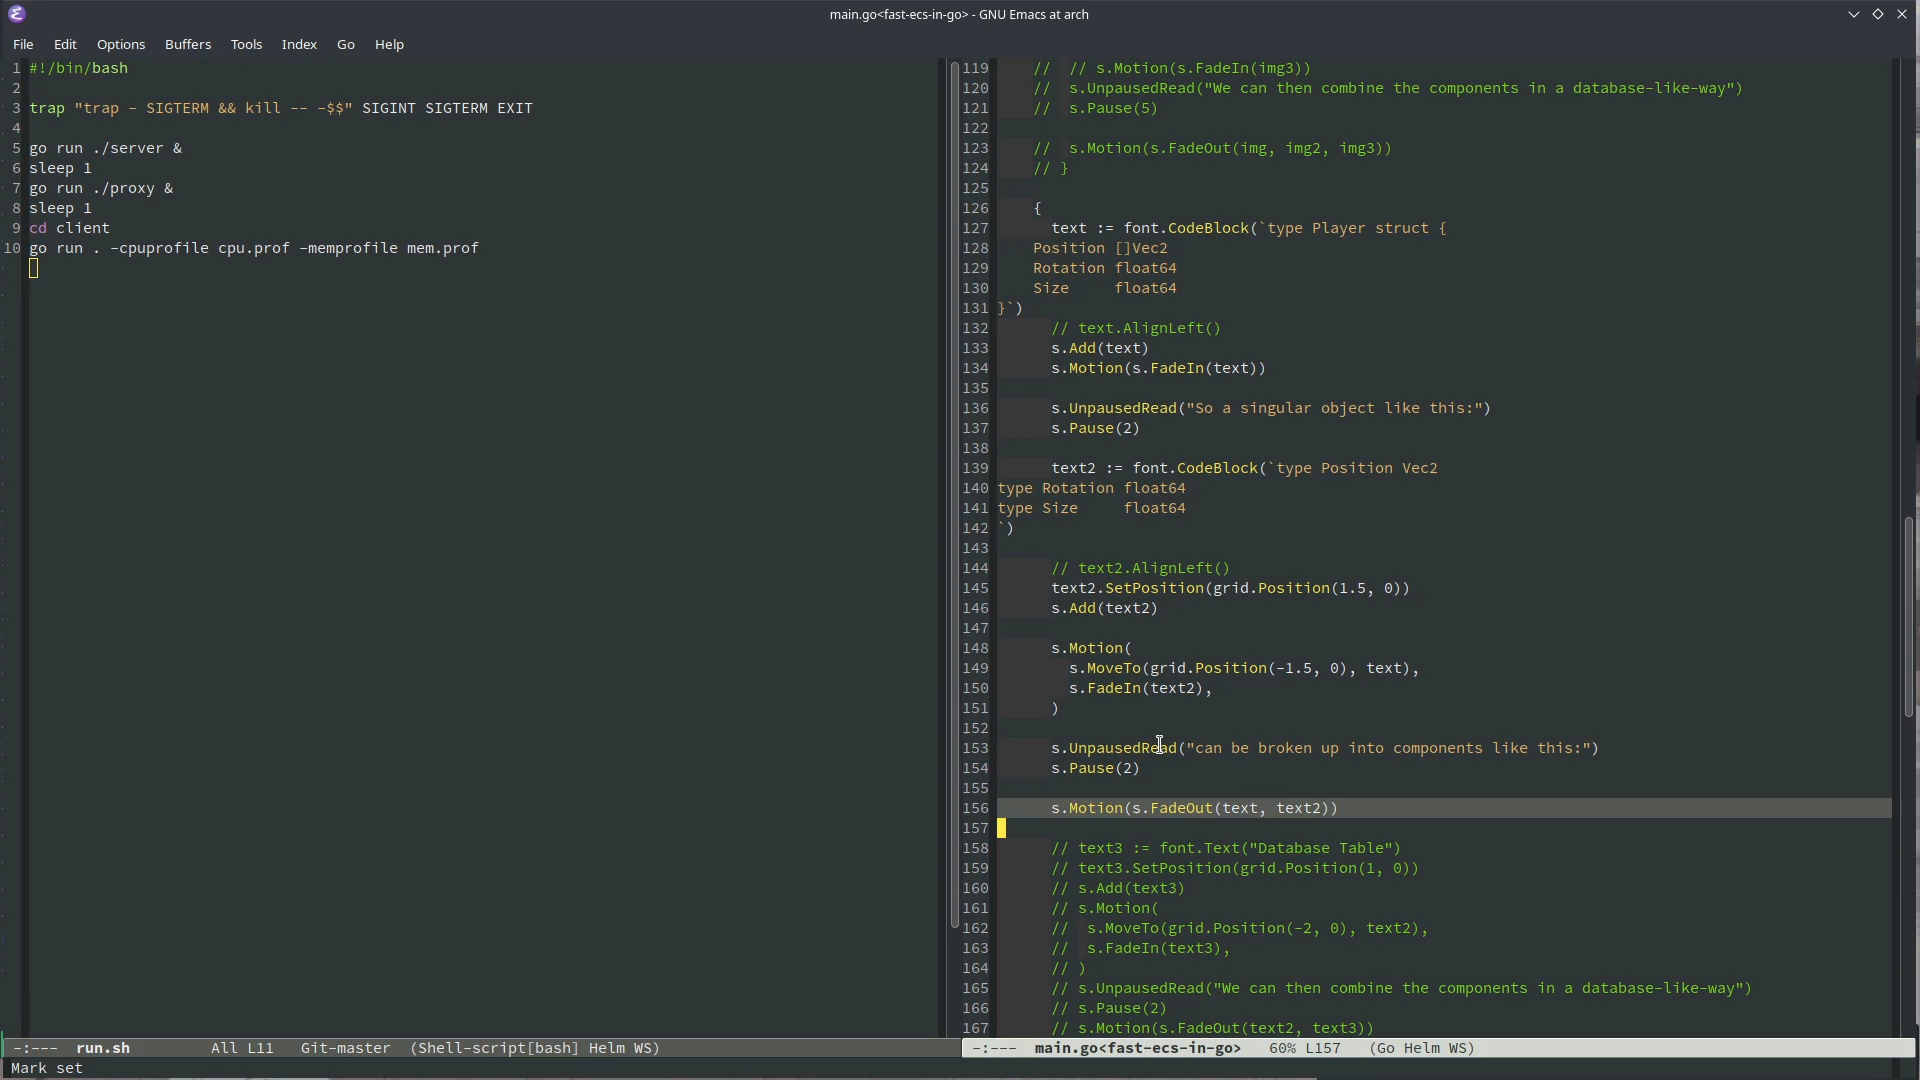 main.go<fast-ecs-in-go> - GNU Emacs at arch
File Edit Options Buffers Tools Index Go Help
1 #!/bin/bash
2
3 trap "trap - SIGTERM && kill -- -$$" SIGINT SIGTERM EXIT
4
5 go run ./server &
6 sleep 1
7 go run ./proxy &
8 sleep 1
9 cd client
10 go run . -cpuprofile cpu.prof -memprofile mem.prof
-:--- run.sh All L11 Git-master (Shell-script[bash] Helm WS)
119 // // s.Motion(s.FadeIn(img3))
120 // s.UnpausedRead("We can then combine the components in a database-like-way")
121 // s.Pause(5)
122
123 // s.Motion(s.FadeOut(img, img2, img3))
124 // }
125
126 {
127 text := font.CodeBlock(`type Player struct {
128 Position []Vec2
129 Rotation float64
130 Size float64
131 }`)
132 // text.AlignLeft()
133 s.Add(text)
134 s.Motion(s.FadeIn(text))
135
136 s.UnpausedRead("So a singular object like this:")
137 s.Pause(2)
138
139 text2 := font.CodeBlock(`type Position Vec2
140 type Rotation float64
141 type Size float64
142 `)
143
144 // text2.AlignLeft()
145 text2.SetPosition(grid.Position(1.5, 0))
146 s.Add(text2)
147
148 s.Motion(
149 s.MoveTo(grid.Position(-1.5, 0), text),
150 s.FadeIn(text2),
151 )
152
153 s.UnpausedRead("can be broken up into components like this:")
154 s.Pause(2)
155
156 s.Motion(s.FadeOut(text, text2))
157
158 // text3 := font.Text("Database Table")
159 // text3.SetPosition(grid.Position(1, 0))
160 // s.Add(text3)
161 // s.Motion(
162 // s.MoveTo(grid.Position(-2, 0), text2),
163 // s.FadeIn(text3),
164 // )
165 // s.UnpausedRead("We can then combine the components in a database-like-way")
166 // s.Pause(2)
167 // s.Motion(s.FadeOut(text2, text3))
-:--- main.go<fast-ecs-in-go> 60% L157 (Go Helm WS)
Mark set